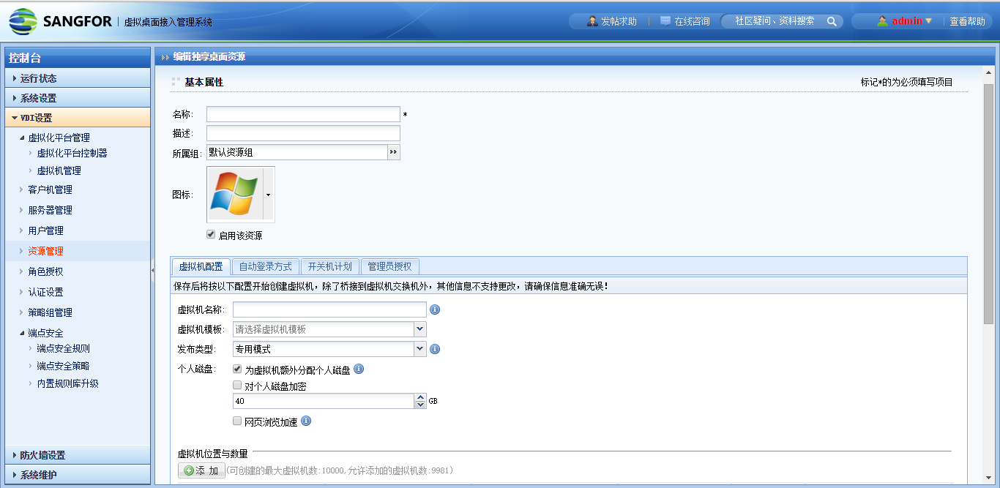 SANGFOR 虚拟桌面接入管理系统 发帖求助 在线咨询 社区疑问、资料搜索 admin 查看帮助
控制台
运行状态
系统设置
VDI设置
虚拟化平台管理
虚拟化平台控制器
虚拟机管理
客户机管理
服务器管理
用户管理
资源管理
角色授权
认证设置
策略组管理
端点安全
端点安全规则
端点安全策略
内置规则库升级
防火墙设置
系统维护
编辑独享桌面资源
基本属性 标记*的为必须填写项目
名称: *
描述:
所属组: 默认资源组
图标:
启用该资源
虚拟机配置 自动登录方式 开关机计划 管理员授权
保存后将按以下配置开始创建虚拟机，除了桥接到虚拟机交换机外，其他信息不支持更改，请确保信息准确无误！
虚拟机名称:
虚拟机模板: 请选择虚拟机模板
发布类型: 专用模式
个人磁盘: 为虚拟机额外分配个人磁盘
对个人磁盘加密
40 GB
网页浏览加速
虚拟机位置与数量
添 加 (可创建的最大虚拟机数:10000,允许添加的虚拟机数:9981)